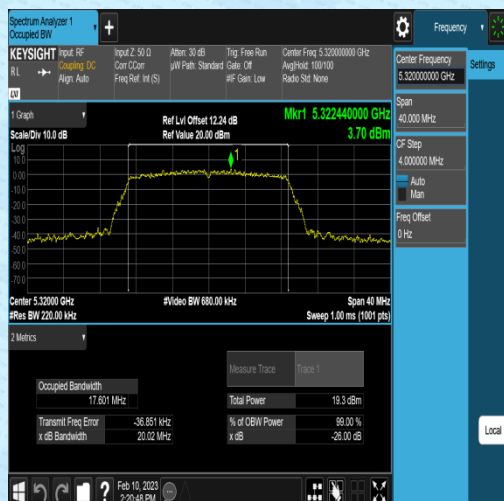 Spectrum Analyzer 1
Occupied BW
Frequency
KEYSIGHT
Input: RF
Input Z: 50 Ω
Atten: 30 dB
Trig: Free Run
Center Freq: 5.320000000 GHz
RL
Coupling: DC
Corr CCorr
µW Path: Standard
Gate: Off
Avg|Hold: 100/100
Align: Auto
Freq Ref: Int (S)
#IF Gain: Low
Radio Std: None
Center Frequency
5.320000000 GHz
Settings
Span
40.000 MHz
CF Step
4.000000 MHz
Auto
Man
Freq Offset
0 Hz
Local
1 Graph
Scale/Div 10.0 dB
Ref Lvl Offset 12.24 dB
Ref Value 20.00 dBm
Mkr1 5.322440000 GHz
3.70 dBm
Log
10.0
0.00
-10.0
-20.0
-30.0
-40.0
-50.0
-60.0
-70.0
1
Center 5.32000 GHz
#Video BW 680.00 kHz
Span 40 MHz
#Res BW 220.00 kHz
Sweep 1.00 ms (1001 pts)
2 Metrics
Measure Trace
Trace 1
Occupied Bandwidth
17.601 MHz
Total Power
19.3 dBm
Transmit Freq Error
-36.851 kHz
% of OBW Power
99.00 %
x dB Bandwidth
20.02 MHz
x dB
-26.00 dB
Feb 10, 2023
2:20:48 PM